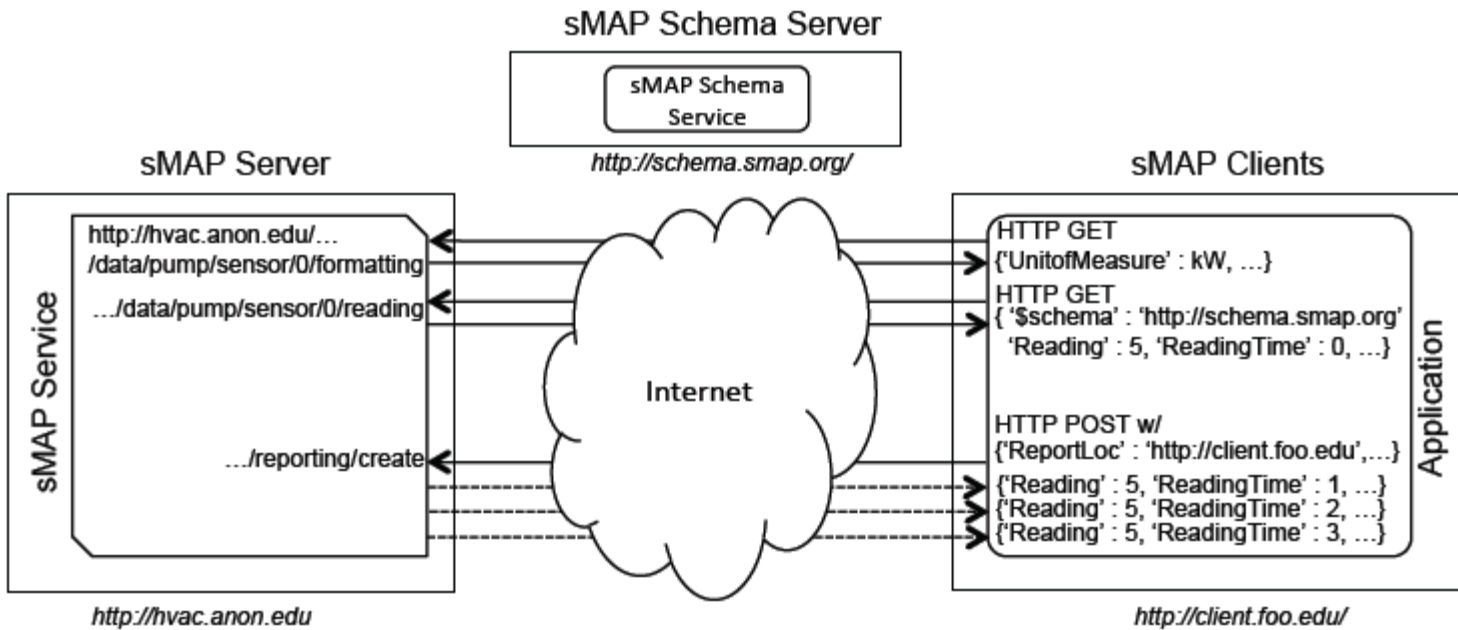 sMAP Schema Server
sMAP Schema
Service
http://schema.smap.org/
sMAP Server
sMAP Service
http://hvac.anon.edu/...
/data/pump/sensor/0/formatting
.../data/pump/sensor/0/reading
.../reporting/create
http://hvac.anon.edu
Internet
sMAP Clients
HTTP GET
{‘UnitofMeasure’ : kW, ...}
HTTP GET
{ ‘$schema’ : ‘http://schema.smap.org’
‘Reading’ : 5, ‘ReadingTime’ : 0, ...}
HTTP POST w/
{‘ReportLoc’ : ‘http://client.foo.edu’,...}
{‘Reading’ : 5, ‘ReadingTime’ : 1, ...}
{‘Reading’ : 5, ‘ReadingTime’ : 2, ...}
{‘Reading’ : 5, ‘ReadingTime’ : 3, ...}
Application
http://client.foo.edu/